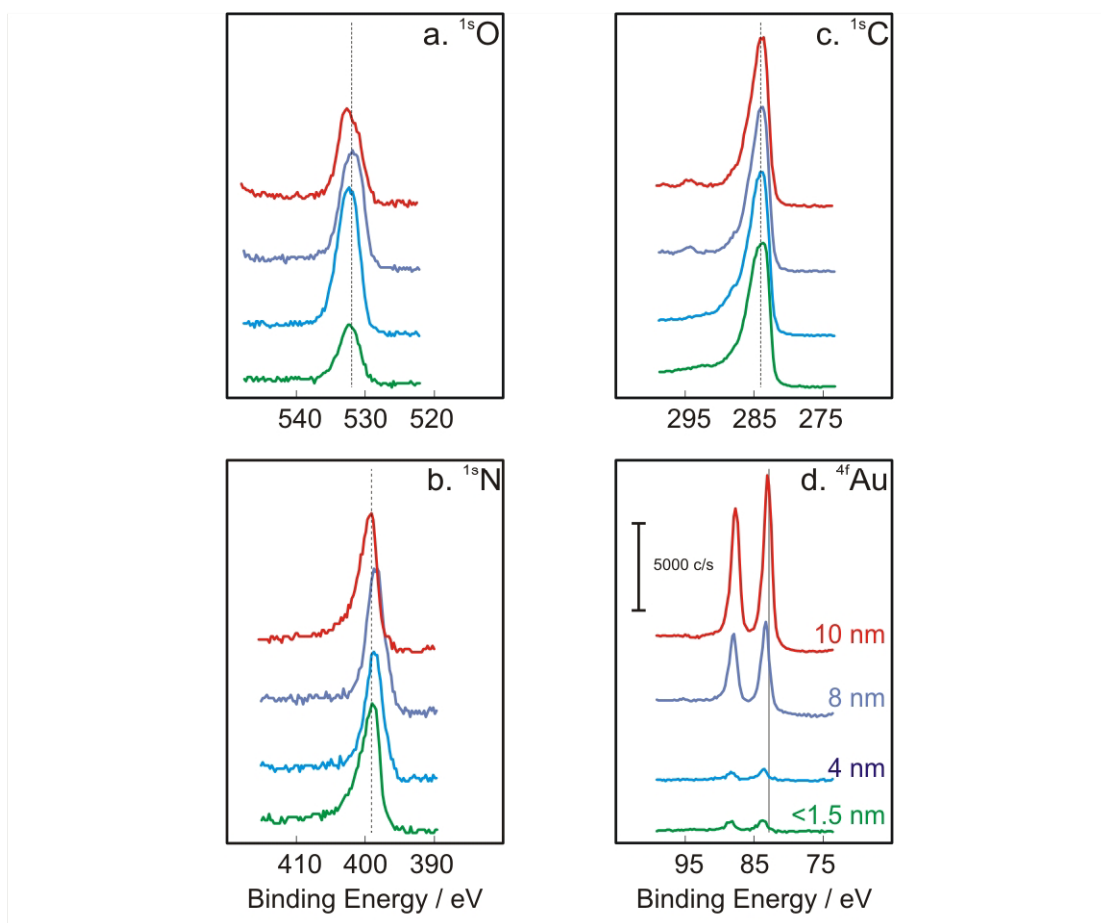 a. 1sO
540 530 520
c. 1sC
295 285 275
b. 1sN
410 400 390
Binding Energy / eV
d. 4fAu
5000 c/s
10 nm
8 nm
4 nm
<1.5 nm
95 85 75
Binding Energy / eV